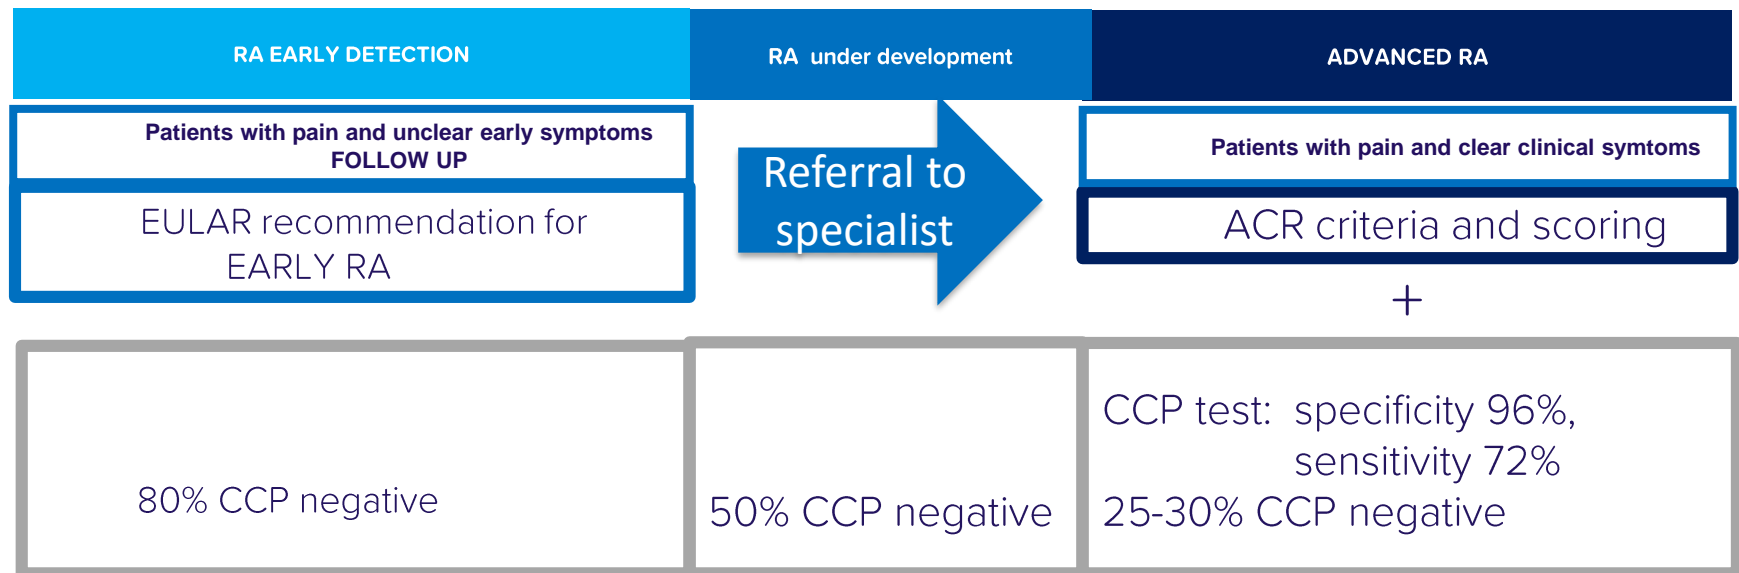 RA EARLY DETECTION
RA under development
ADVANCED RA
Patients with pain and unclear early symptoms
FOLLOW UP
EULAR recommendation for
EARLY RA
Referral to
specialist
Patients with pain and clear clinical symtoms
ACR criteria and scoring
+
80% CCP negative
50% CCP negative
CCP test: specificity 96%,
sensitivity 72%
25-30% CCP negative